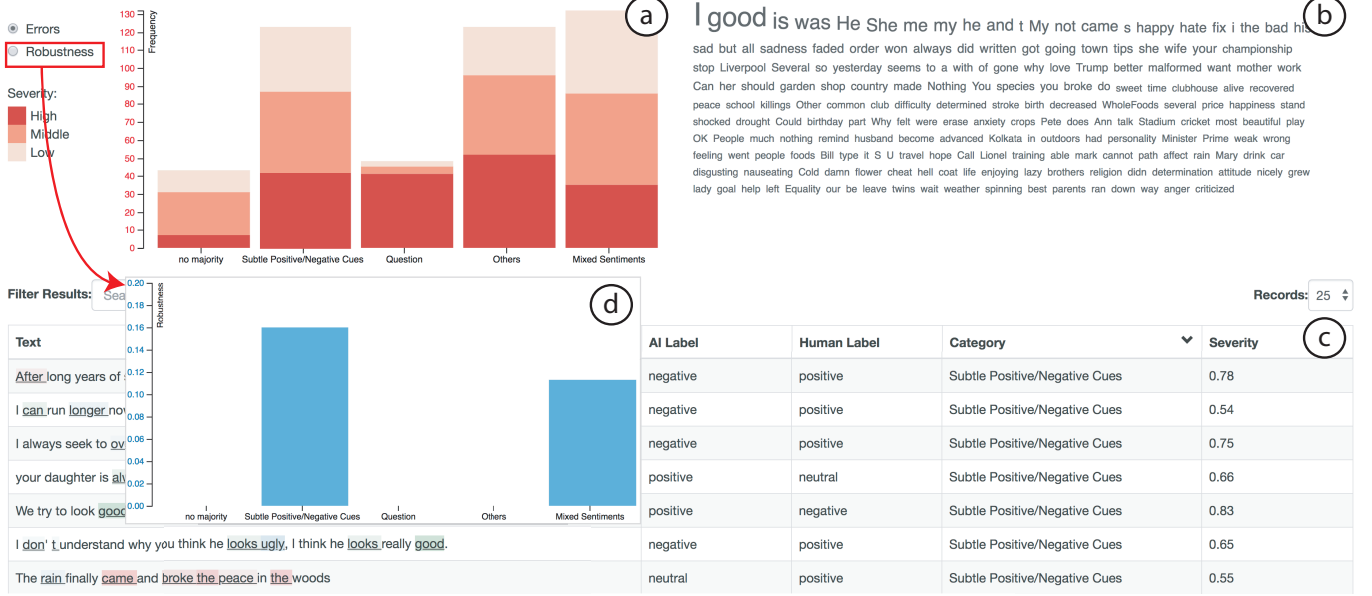 Errors
Robustness
Severity:
High
Middle
Low
130
120
110
100
90
80
70
60
50
40
30
20
10
0
Frequency
no majority
Subtle Positive/Negative Cues
Question
Others
Mixed Sentiments
a
I good is was He She me my he and t My not came s happy hate fix i the bad his
sad but all sadness faded order won always did written got going town tips she wife your championship
stop Liverpool Several so yesterday seems to a with of gone why love Trump better malformed want mother work
Can her should garden shop country made Nothing You species you broke do sweet time clubhouse alive recovered
peace school killings Other common club difficulty determined stroke birth decreased WholeFoods several price happiness stand
shocked drought Could birthday part Why felt were erase anxiety crops Pete does Ann talk Stadium cricket most beautiful play
OK People much nothing remind husband become advanced Kolkata in outdoors had personality Minister Prime weak wrong
feeling went people foods Bill type it S U travel hope Call Lionel training able mark cannot path affect rain Mary drink car
disgusting nauseating Cold damn flower cheat hell coat life enjoying lazy brothers religion didn determination attitude nicely grew
lady goal help left Equality our be leave twins wait weather spinning best parents ran down way anger criticized
b
Filter Results:
Sea
Records: 25
0.20
0.18
0.16
0.14
0.12
0.10
0.08
0.06
0.04
0.02
0.00
Robustness
no majority
Subtle Positive/Negative Cues
Question
Others
Mixed Sentiments
d
c
Text AI Label Human Label Category Severity
After long years of negative positive Subtle Positive/Negative Cues 0.78
I can run longer now negative positive Subtle Positive/Negative Cues 0.54
I always seek to ov negative positive Subtle Positive/Negative Cues 0.75
your daughter is alw positive neutral Subtle Positive/Negative Cues 0.66
We try to look good positive negative Subtle Positive/Negative Cues 0.83
I don' t understand why you think he looks ugly, I think he looks really good. negative positive Subtle Positive/Negative Cues 0.65
The rain finally came and broke the peace in the woods neutral positive Subtle Positive/Negative Cues 0.55